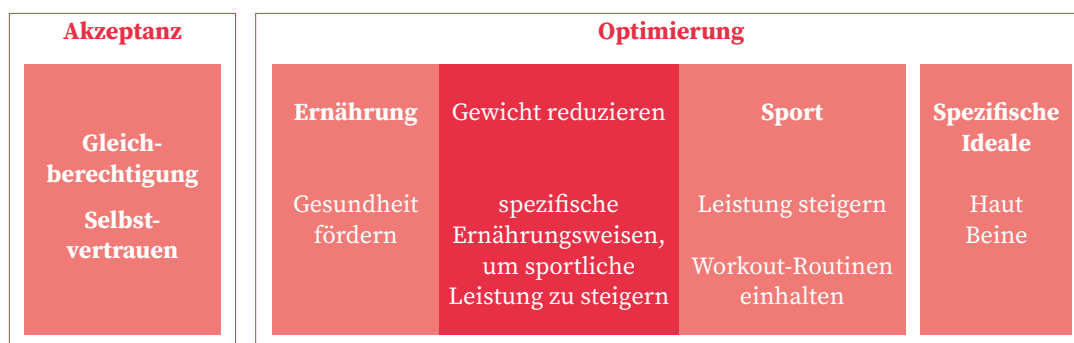 Akzeptanz
Gleich-
berechtigung
Selbst-
vertrauen
Optimierung
Ernährung
Gesundheit
fördern
Gewicht reduzieren
spezifische
Ernährungsweisen,
um sportliche
Leistung zu steigern
Sport
Leistung steigern
Workout-Routinen
einhalten
Spezifische
Ideale
Haut
Beine